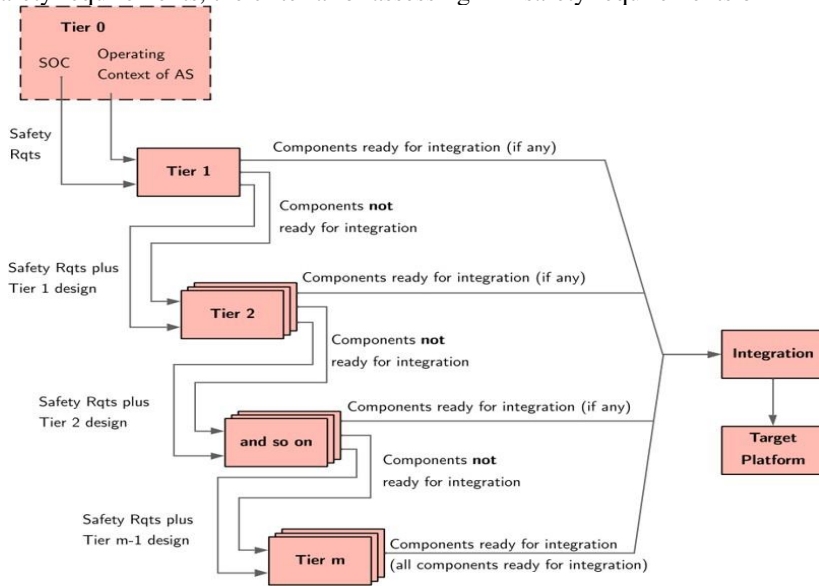 Tier 0
SOC
Operating
Context of AS
Safety
Rqts
Tier 1
Components ready for integration (if any)
Components not
ready for integration
Safety Rqts plus
Tier 1 design
Tier 2
Components ready for integration (if any)
Components not
ready for integration
Safety Rqts plus
Tier 2 design
and so on
Components ready for integration (if any)
Components not
ready for integration
Safety Rqts plus
Tier m-1 design
Tier m
Components ready for integration
(all components ready for integration)
Integration
Target
Platform